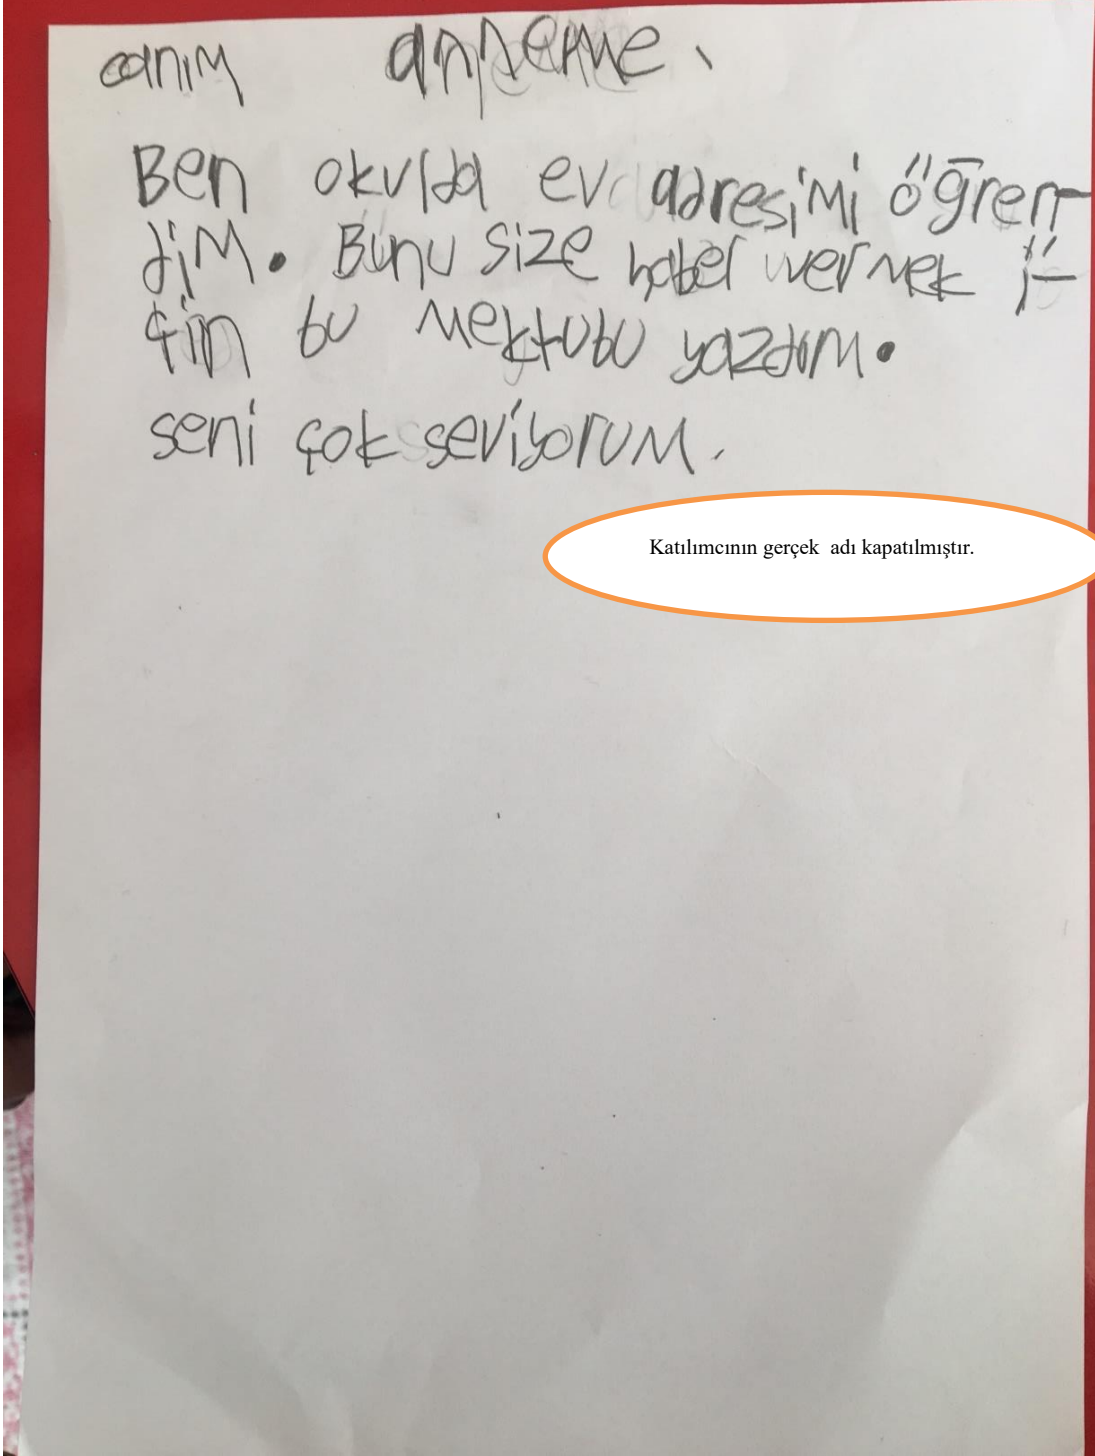 canım anneme,
Ben okulda ev adresimi öğren-
dim. Bunu size haber vermek i-
çin bu mektubu yazdım.
seni çok seviyorum.
Katılımcının gerçek adı kapatılmıştır.